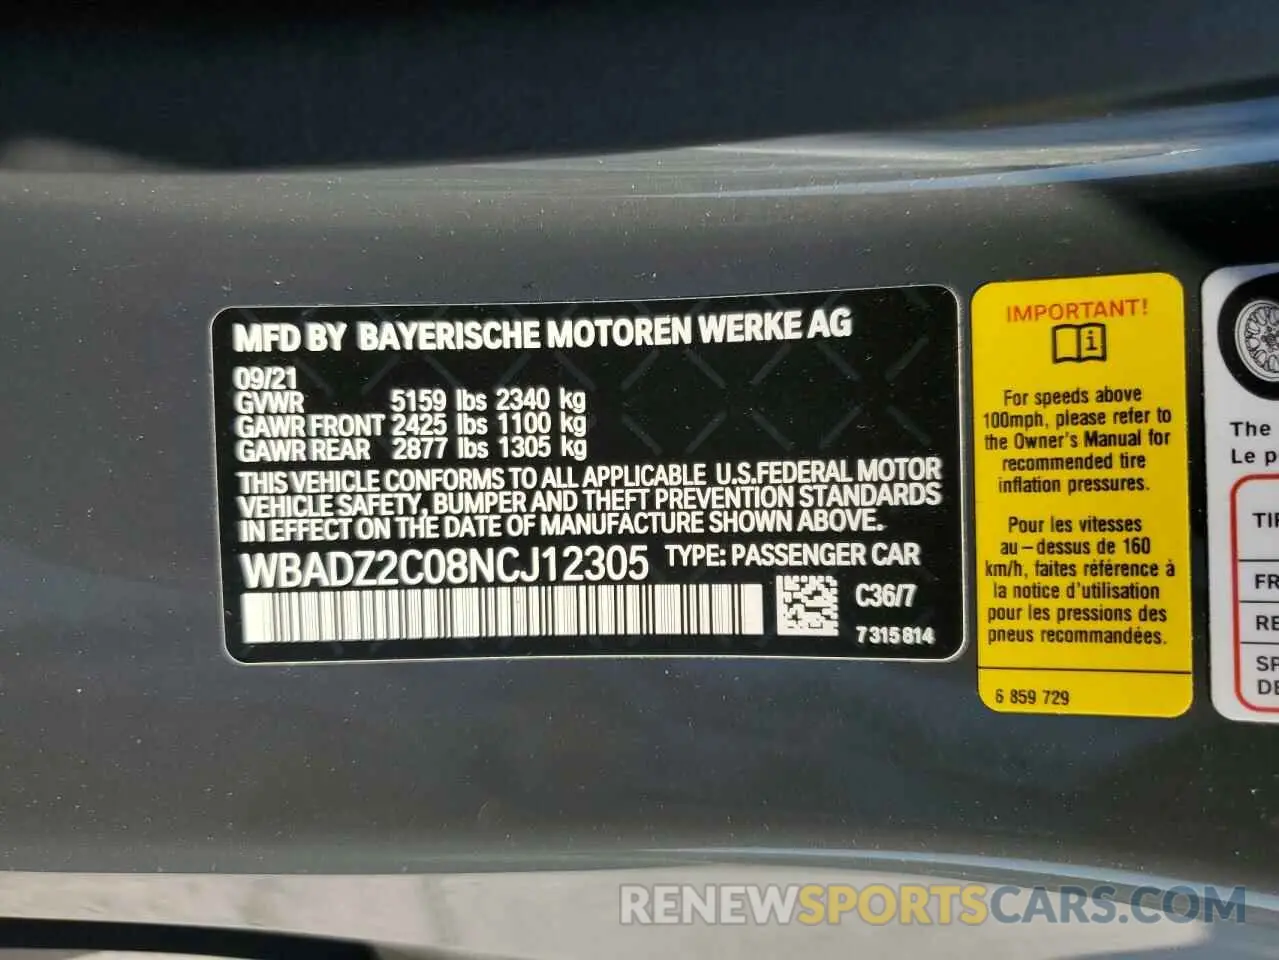 MFD BY BAYERISCHE MOTOREN WERKE AG
09/21
GVWR 5159 lbs 2340 kg
GAWR FRONT 2425 lbs 1100 kg
GAWR REAR 2877 lbs 1305 kg
THIS VEHICLE CONFORMS TO ALL APPLICABLE U.S.FEDERAL MOTOR
VEHICLE SAFETY, BUMPER AND THEFT PREVENTION STANDARDS
IN EFFECT ON THE DATE OF MANUFACTURE SHOWN ABOVE.
WBADZ2C08NCJ12305 TYPE: PASSENGER CAR
C36/7
7 315 814
IMPORTANT!
For speeds above
100mph, please refer to
the Owner's Manual for
recommended tire
inflation pressures.
Pour les vitesses
au-dessus de 160
km/h, faites référence à
la notice d'utilisation
pour les pressions des
pneus recommandées.
6 859 729
The
Le
RENEWSPORTSCARS.COM